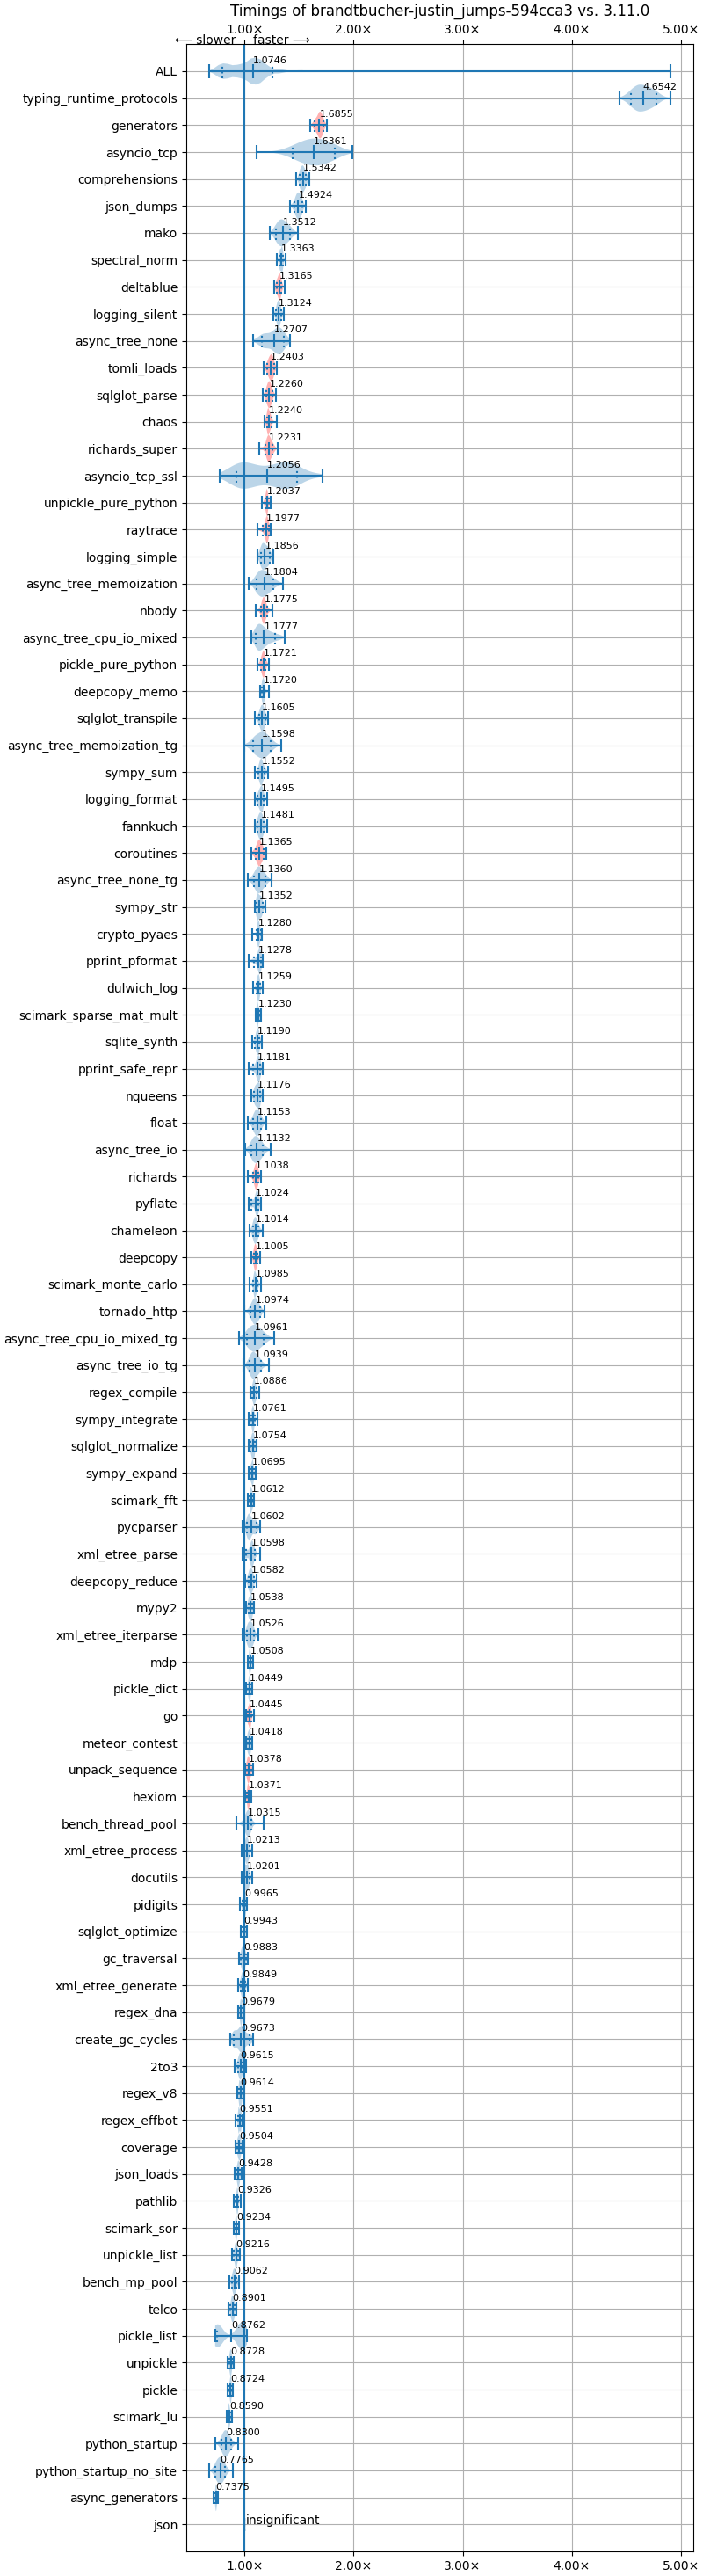 Timings of brandtbucher-justin_jumps-594cca3 vs. 3.11.0
1.00× 2.00× 3.00× 4.00× 5.00×
⟵ slower faster ⟶
ALL 1.0746
typing_runtime_protocols 4.6542
generators 1.6855
asyncio_tcp 1.6361
comprehensions 1.5342
json_dumps 1.4924
mako 1.3512
spectral_norm 1.3363
deltablue 1.3165
logging_silent 1.3124
async_tree_none 1.2707
tomli_loads 1.2403
sqlglot_parse 1.2260
chaos 1.2240
richards_super 1.2231
asyncio_tcp_ssl 1.2056
unpickle_pure_python 1.2037
raytrace 1.1977
logging_simple 1.1856
async_tree_memoization 1.1804
nbody 1.1775
async_tree_cpu_io_mixed 1.1777
pickle_pure_python 1.1721
deepcopy_memo 1.1720
sqlglot_transpile 1.1605
async_tree_memoization_tg 1.1598
sympy_sum 1.1552
logging_format 1.1495
fannkuch 1.1481
coroutines 1.1365
async_tree_none_tg 1.1360
sympy_str 1.1352
crypto_pyaes 1.1280
pprint_pformat 1.1278
dulwich_log 1.1259
scimark_sparse_mat_mult 1.1230
sqlite_synth 1.1190
pprint_safe_repr 1.1181
nqueens 1.1176
float 1.1153
async_tree_io 1.1132
richards 1.1038
pyflate 1.1024
chameleon 1.1014
deepcopy 1.1005
scimark_monte_carlo 1.0985
tornado_http 1.0974
async_tree_cpu_io_mixed_tg 1.0961
async_tree_io_tg 1.0939
regex_compile 1.0886
sympy_integrate 1.0761
sqlglot_normalize 1.0754
sympy_expand 1.0695
scimark_fft 1.0612
pycparser 1.0602
xml_etree_parse 1.0598
deepcopy_reduce 1.0582
mypy2 1.0538
xml_etree_iterparse 1.0526
mdp 1.0508
pickle_dict 1.0449
go 1.0445
meteor_contest 1.0418
unpack_sequence 1.0378
hexiom 1.0371
bench_thread_pool 1.0315
xml_etree_process 1.0213
docutils 1.0201
pidigits 0.9965
sqlglot_optimize 0.9943
gc_traversal 0.9883
xml_etree_generate 0.9849
regex_dna 0.9679
create_gc_cycles 0.9673
2to3 0.9615
regex_v8 0.9614
regex_effbot 0.9551
coverage 0.9504
json_loads 0.9428
pathlib 0.9326
scimark_sor 0.9234
unpickle_list 0.9216
bench_mp_pool 0.9062
telco 0.8901
pickle_list 0.8762
unpickle 0.8728
pickle 0.8724
scimark_lu 0.8590
python_startup 0.8300
python_startup_no_site 0.7765
async_generators 0.7375
json insignificant
1.00× 2.00× 3.00× 4.00× 5.00×